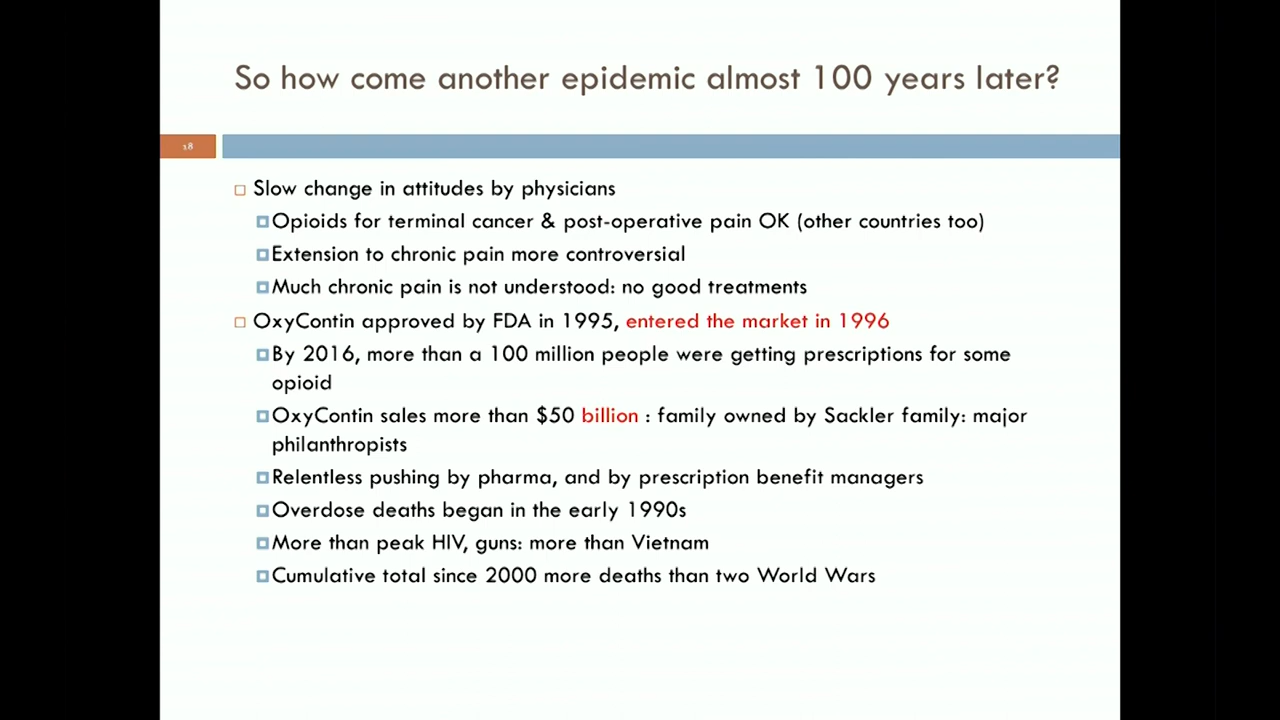 So how come another epidemic almost 100 years later?
18
Slow change in attitudes by physicians
Opioids for terminal cancer & post-operative pain OK (other countries too)
Extension to chronic pain more controversial
Much chronic pain is not understood: no good treatments
OxyContin approved by FDA in 1995, entered the market in 1996
By 2016, more than a 100 million people were getting prescriptions for some
opioid
OxyContin sales more than $50 billion : family owned by Sackler family: major
philanthropists
Relentless pushing by pharma, and by prescription benefit managers
Overdose deaths began in the early 1990s
More than peak HIV, guns: more than Vietnam
Cumulative total since 2000 more deaths than two World Wars